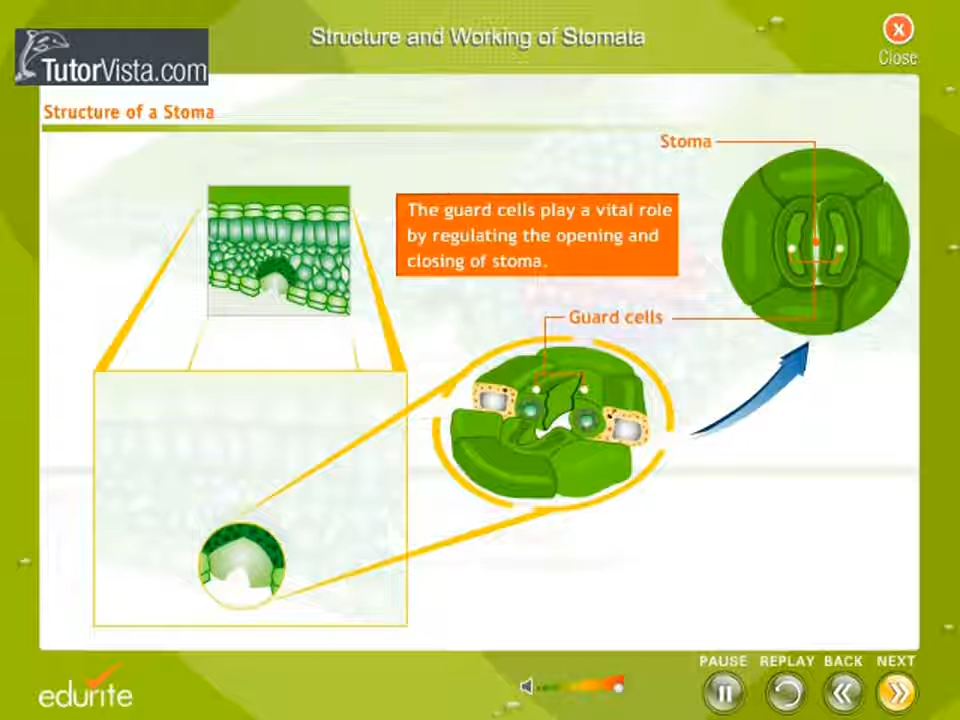 Structure and Working of Stomata
X
Close
TutorVista.com
Structure of a Stoma
Stoma
The guard cells play a vital role
by regulating the opening and
closing of stoma.
Guard cells
PAUSE REPLAY BACK NEXT
edurite